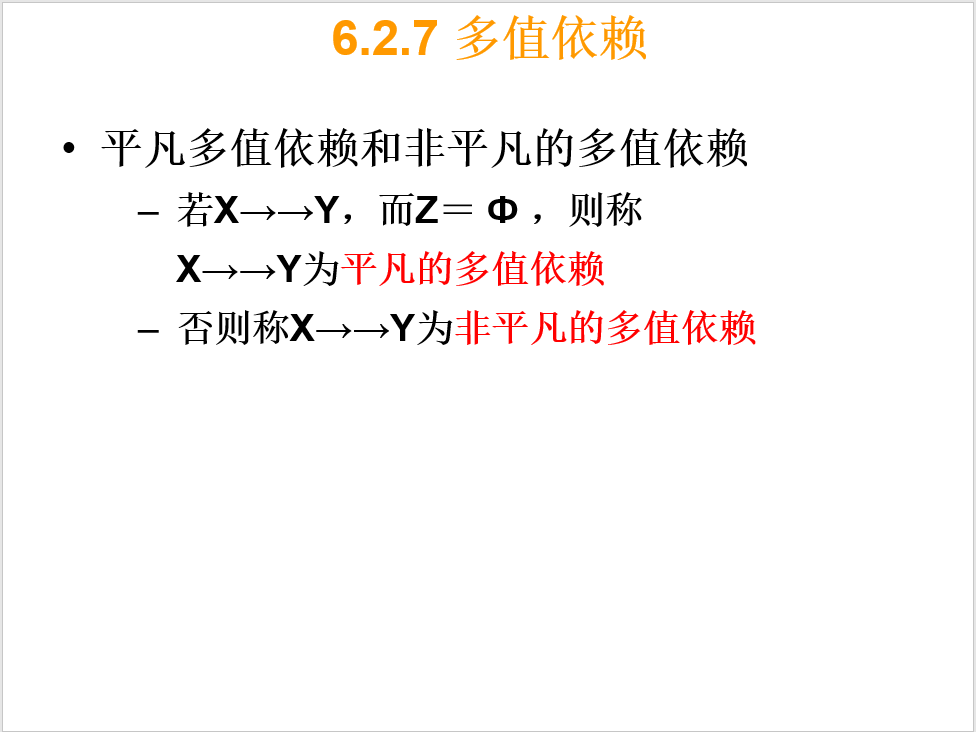 6.2.7 多值依赖
• 平凡多值依赖和非平凡的多值依赖
– 若X→→Y，而Z＝ Φ ，则称
X→→Y为平凡的多值依赖
– 否则称X→→Y为非平凡的多值依赖